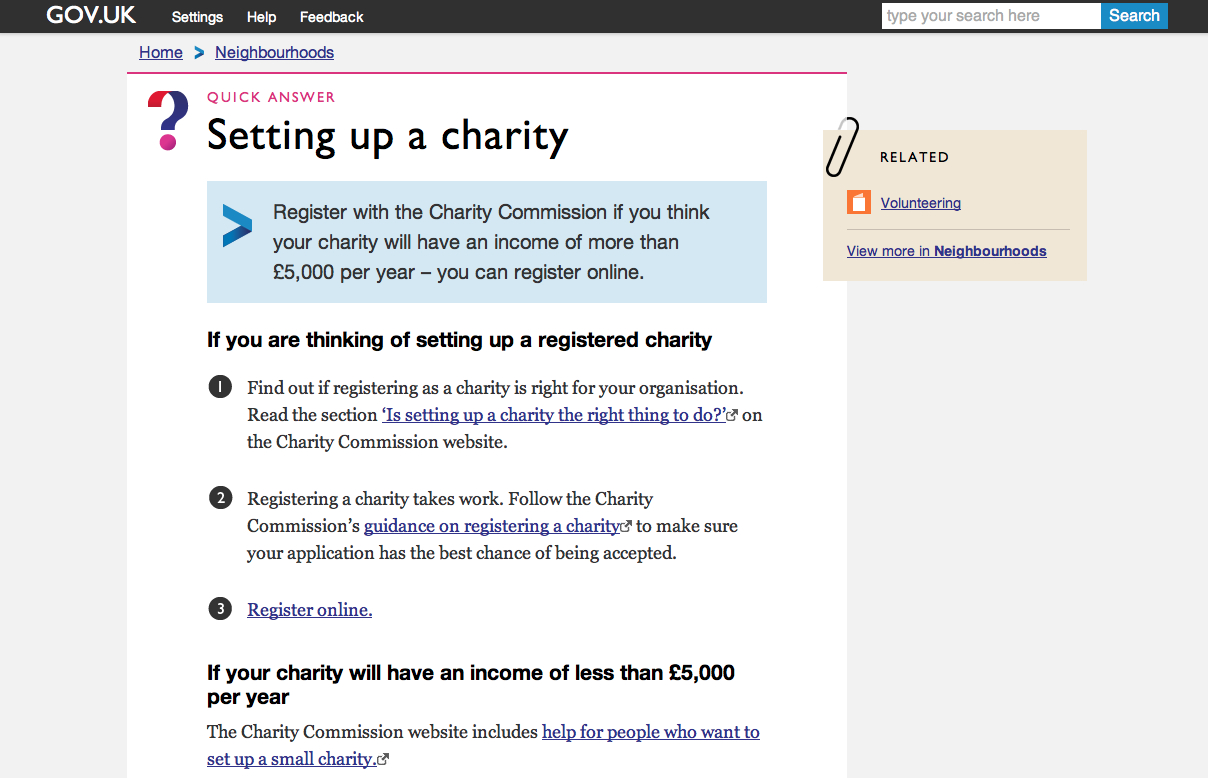 GOV.UK Settings Help Feedback type your search here Search
Home > Neighbourhoods
QUICK ANSWER
Setting up a charity
Register with the Charity Commission if you think
your charity will have an income of more than
£5,000 per year – you can register online.
If you are thinking of setting up a registered charity
1 Find out if registering as a charity is right for your organisation.
Read the section ‘Is setting up a charity the right thing to do?’ on
the Charity Commission website.
2 Registering a charity takes work. Follow the Charity
Commission’s guidance on registering a charity to make sure
your application has the best chance of being accepted.
3 Register online.
If your charity will have an income of less than £5,000
per year
The Charity Commission website includes help for people who want to
set up a small charity.
RELATED
Volunteering
View more in Neighbourhoods